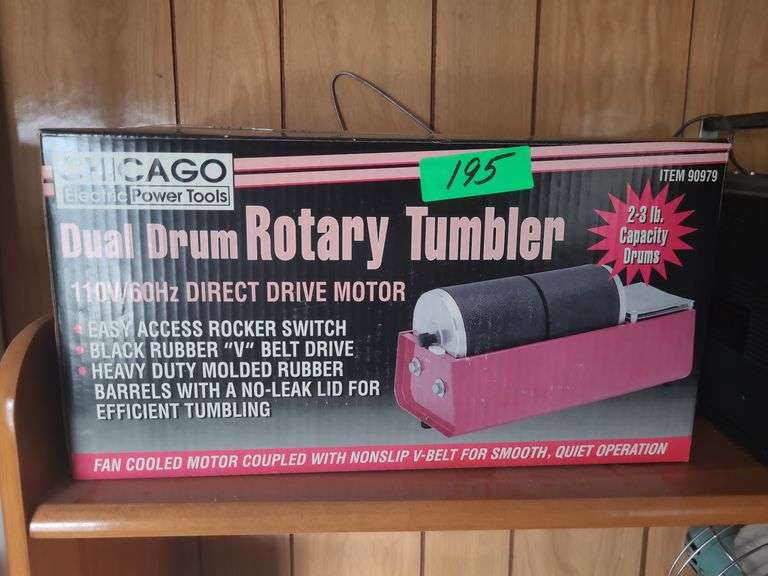 CHICAGO
Electric Power Tools
195
ITEM 90979
Dual Drum Rotary Tumbler
2-3 lb.
Capacity
Drums
110V/60Hz DIRECT DRIVE MOTOR
• EASY ACCESS ROCKER SWITCH
• BLACK RUBBER "V" BELT DRIVE
• HEAVY DUTY MOLDED RUBBER
BARRELS WITH A NO-LEAK LID FOR
EFFICIENT TUMBLING
FAN COOLED MOTOR COUPLED WITH NONSLIP V-BELT FOR SMOOTH, QUIET OPERATION